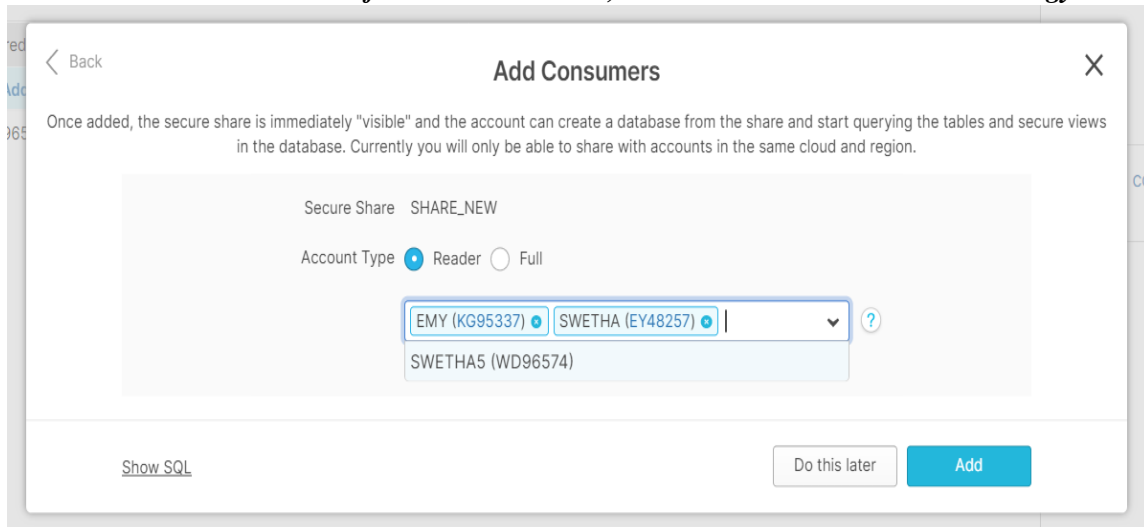 red
Back
Add Consumers
965
Once added, the secure share is immediately "visible" and the account can create a database from the share and start querying the tables and secure views
in the database. Currently you will only be able to share with accounts in the same cloud and region.
Secure Share SHARE_NEW
Account Type Reader Full
EMY (KG95337) SWETHA (EY48257) ?
SWETHA5 (WD96574)
Show SQL
Do this later Add